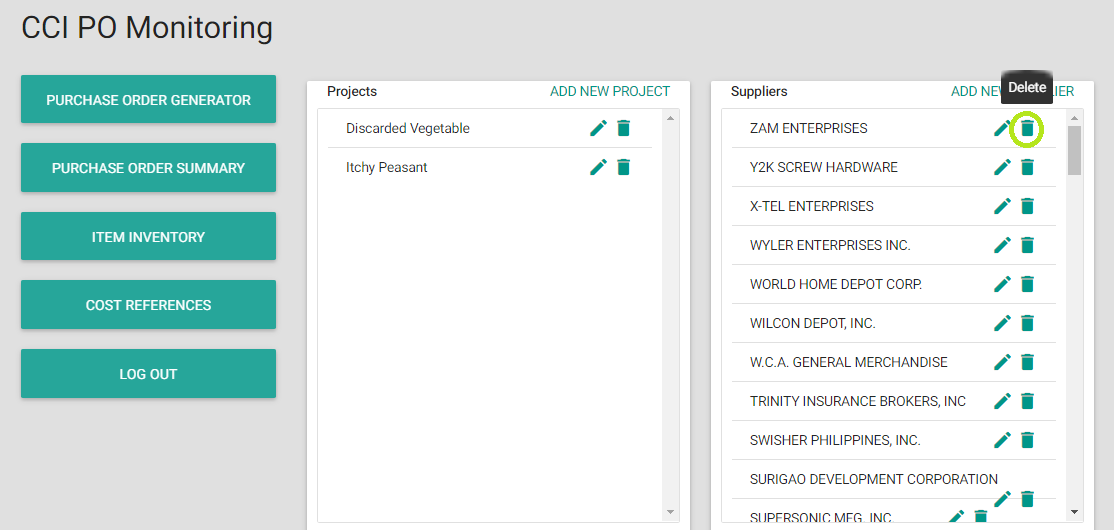 CCI PO Monitoring
PURCHASE ORDER GENERATOR
PURCHASE ORDER SUMMARY
ITEM INVENTORY
COST REFERENCES
LOG OUT
Projects
ADD NEW PROJECT
Discarded Vegetable
Itchy Peasant
Suppliers
ADD NEW
Delete
ZAM ENTERPRISES
Y2K SCREW HARDWARE
X-TEL ENTERPRISES
WYLER ENTERPRISES INC.
WORLD HOME DEPOT CORP.
WILCON DEPOT, INC.
W.C.A. GENERAL MERCHANDISE
TRINITY INSURANCE BROKERS, INC
SWISHER PHILIPPINES, INC.
SURIGAO DEVELOPMENT CORPORATION
SUPERSONIC MFG. INC.